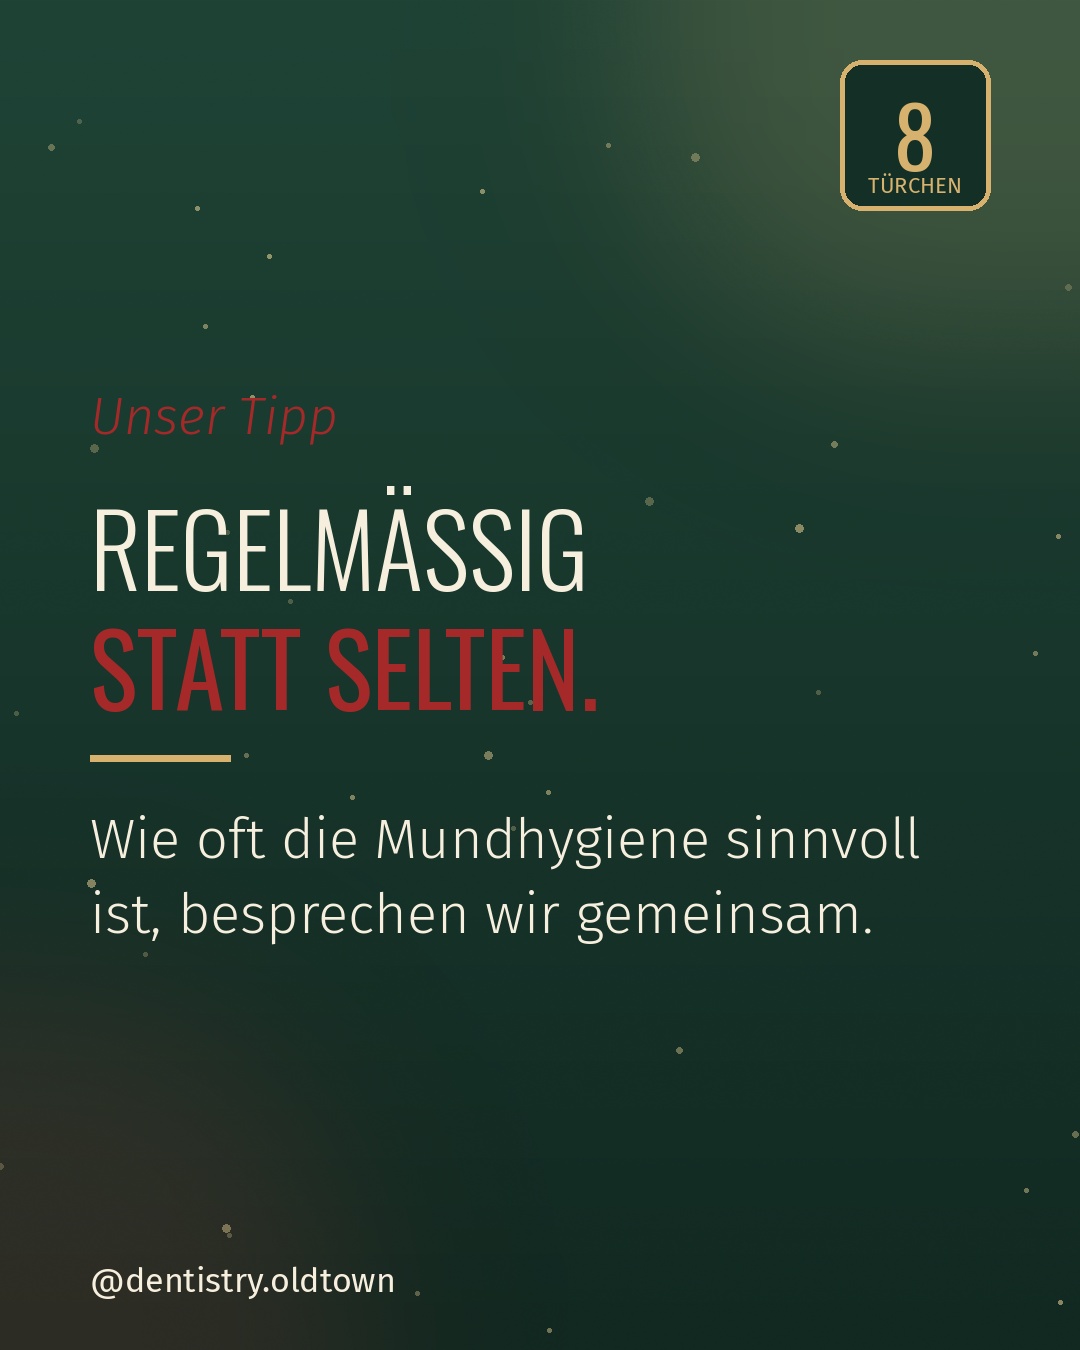 8
TÜRCHEN
Unser Tipp
REGELMÄSSIG
STATT SELTEN.
Wie oft die Mundhygiene sinnvoll
ist, besprechen wir gemeinsam.
@dentistry.oldtown